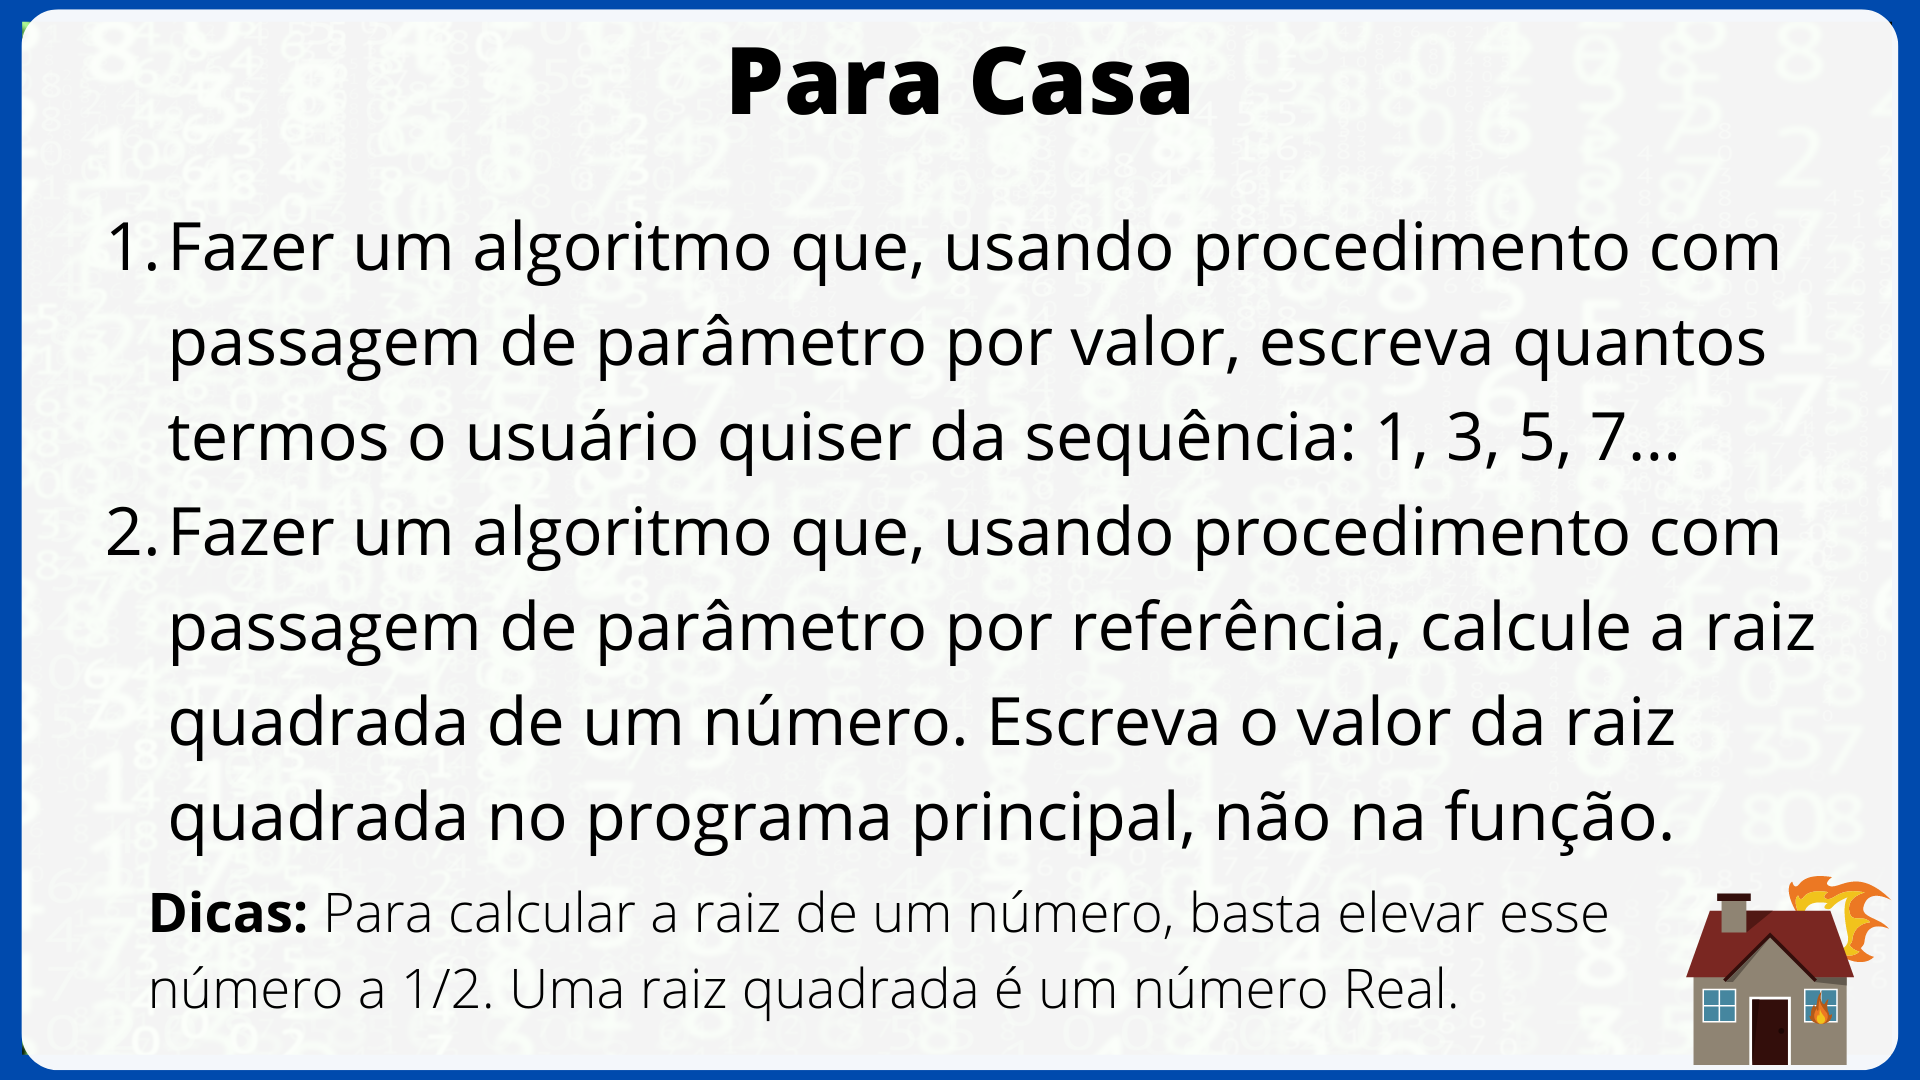 Para Casa
1. Fazer um algoritmo que, usando procedimento com
passagem de parâmetro por valor, escreva quantos
termos o usuário quiser da sequência: 1, 3, 5, 7...
2. Fazer um algoritmo que, usando procedimento com
passagem de parâmetro por referência, calcule a raiz
quadrada de um número. Escreva o valor da raiz
quadrada no programa principal, não na função.
Dicas: Para calcular a raiz de um número, basta elevar esse
número a 1/2. Uma raiz quadrada é um número Real.